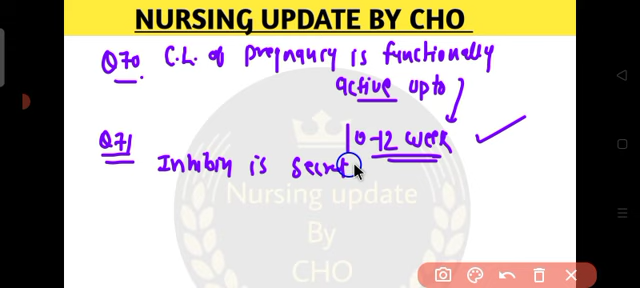 NURSING UPDATE BY CHO
Q70. C.L. of pregnancy is functionally
active upto
10-12 week
Q71
Inhibin is secret
Nursing update
By
CHO